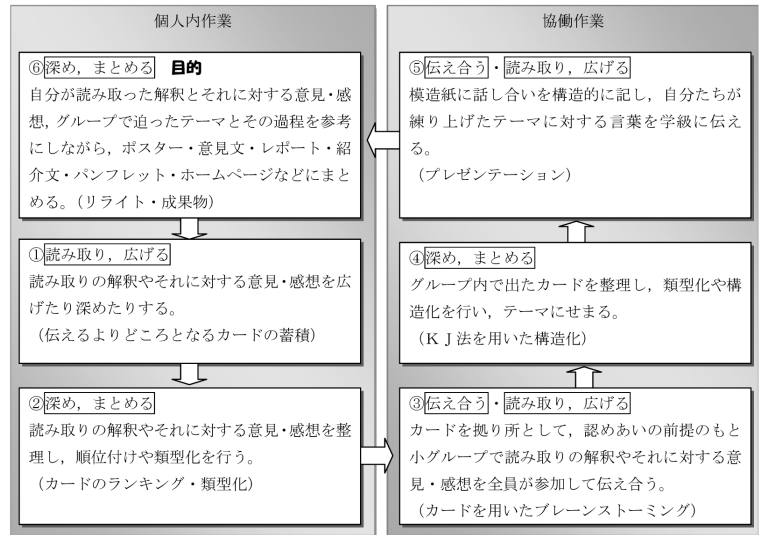 個人内作業
⑥深め，まとめる　目的
自分が読み取った解釈とそれに対する意見・感
想，グループで迫ったテーマとその過程を参考
にしながら，ポスター・意見文・レポート・紹
介文・パンフレット・ホームページなどにまと
める。（リライト・成果物）
①読み取り，広げる
読み取りの解釈やそれに対する意見・感想を広
げたり深めたりする。
（伝えるよりどころとなるカードの蓄積）
②深め，まとめる
読み取りの解釈やそれに対する意見・感想を整
理し，順位付けや類型化を行う。
（カードのランキング・類型化）
協働作業
⑤伝え合う・読み取り，広げる
模造紙に話し合いを構造的に記し，自分たちが
練り上げたテーマに対する言葉を学級に伝え
る。
（プレゼンテーション）
④深め，まとめる
グループ内で出たカードを整理し，類型化や構
造化を行い，テーマにせまる。
（ＫＪ法を用いた構造化）
③伝え合う・読み取り，広げる
カードを拠り所として，認めあいの前提のもと
小グループで読み取りの解釈やそれに対する意
見・感想を全員が参加して伝え合う。
（カードを用いたブレーンストーミング）